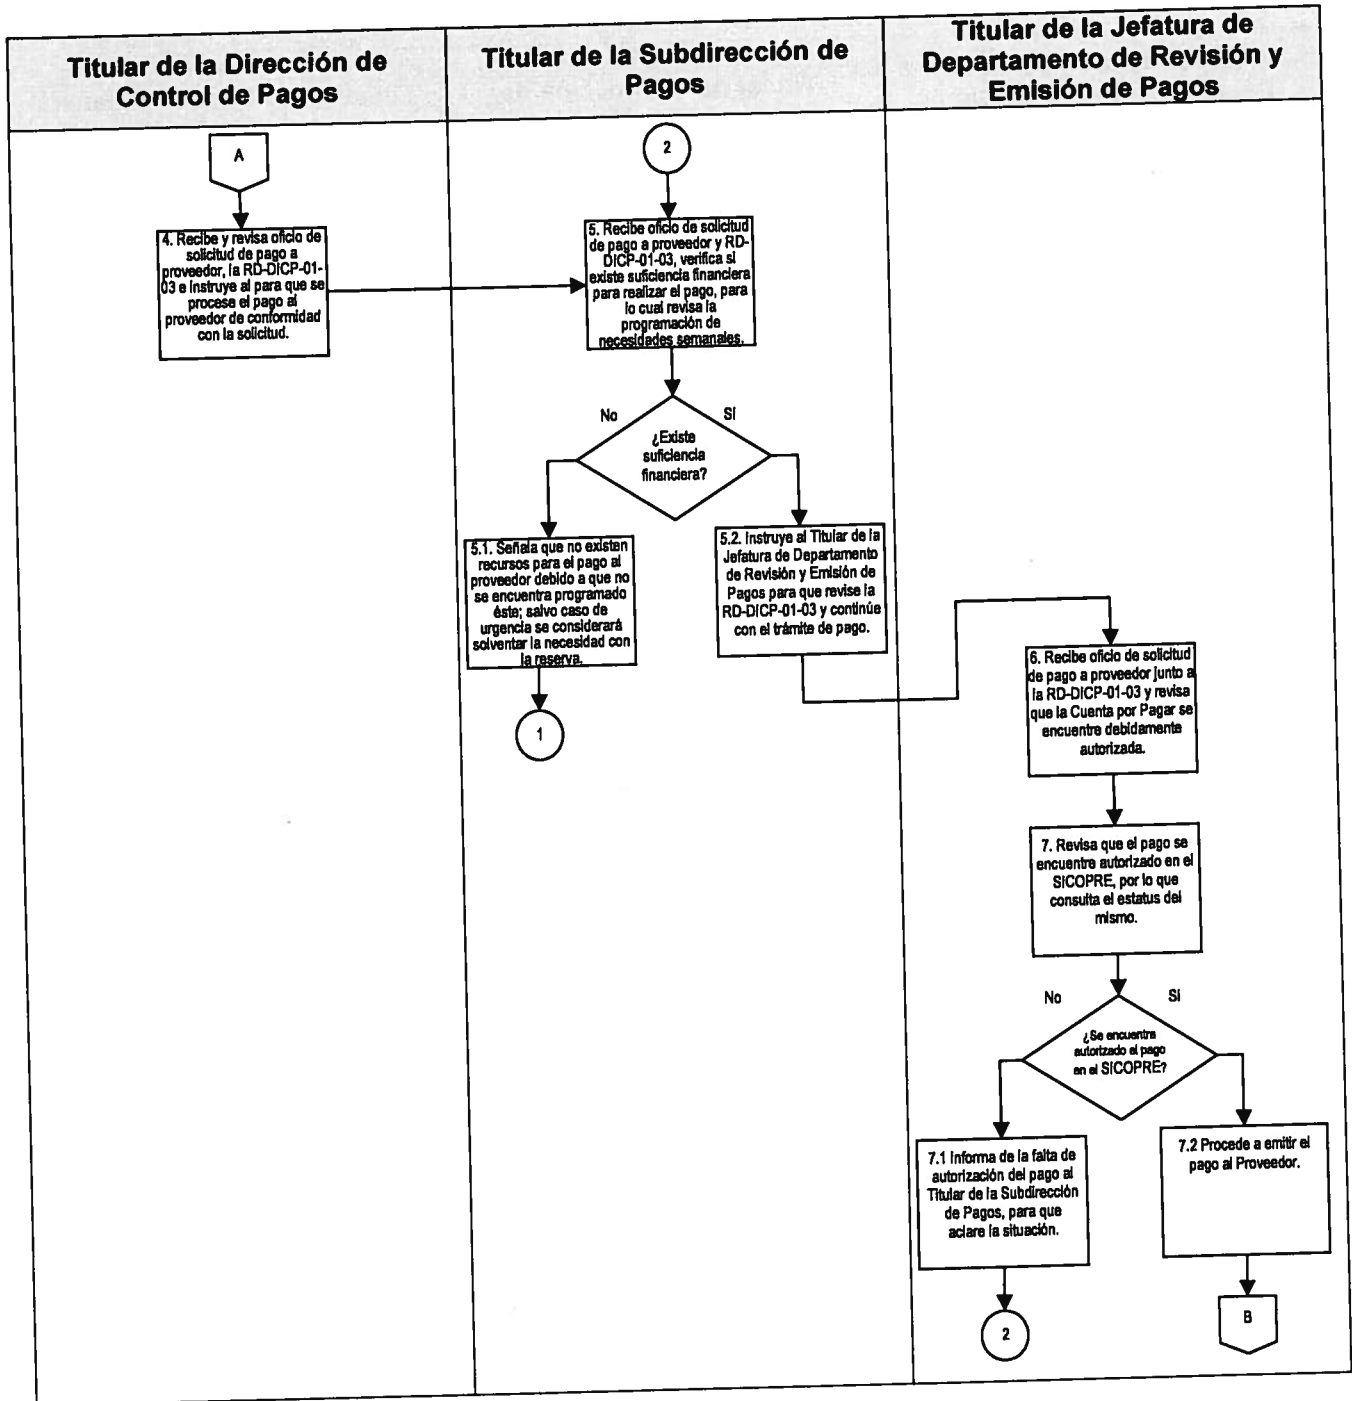 Titular de la Dirección de
Control de Pagos
Titular de la Subdirección de
Pagos
Titular de la Jefatura de
Departamento de Revisión y
Emisión de Pagos
A
4. Recibe y revisa oficio de
solicitud de pago a
proveedor, la RD-DICP-01-
03 e instruye al para que se
procese el pago al
proveedor de conformidad
con la solicitud.
2
5. Recibe oficio de solicitud
de pago a proveedor y RD-
DICP-01-03, verifica si
existe suficiencia financiera
para realizar el pago, para
lo cual revisa la
programación de
necesidades semanales.
No
Sí
¿Existe
suficiencia
financiera?
5.1. Señala que no existen
recursos para el pago al
proveedor debido a que no
se encuentra programado
éste; salvo caso de
urgencia se considerará
solventar la necesidad con
la reserva.
1
5.2. Instruye al Titular de la
Jefatura de Departamento
de Revisión y Emisión de
Pagos para que revise la
RD-DICP-01-03 y continúe
con el trámite de pago.
6. Recibe oficio de solicitud
de pago a proveedor junto a
la RD-DICP-01-03 y revisa
que la Cuenta por Pagar se
encuentre debidamente
autorizada.
7. Revisa que el pago se
encuentre autorizado en el
SICOPRE, por lo que
consulta el estatus del
mismo.
No
Sí
¿Se encuentra
autorizado el pago
en el SICOPRE?
7.1 Informa de la falta de
autorización del pago al
Titular de la Subdirección
de Pagos, para que
aclare la situación.
2
7.2 Procede a emitir el
pago al Proveedor.
B